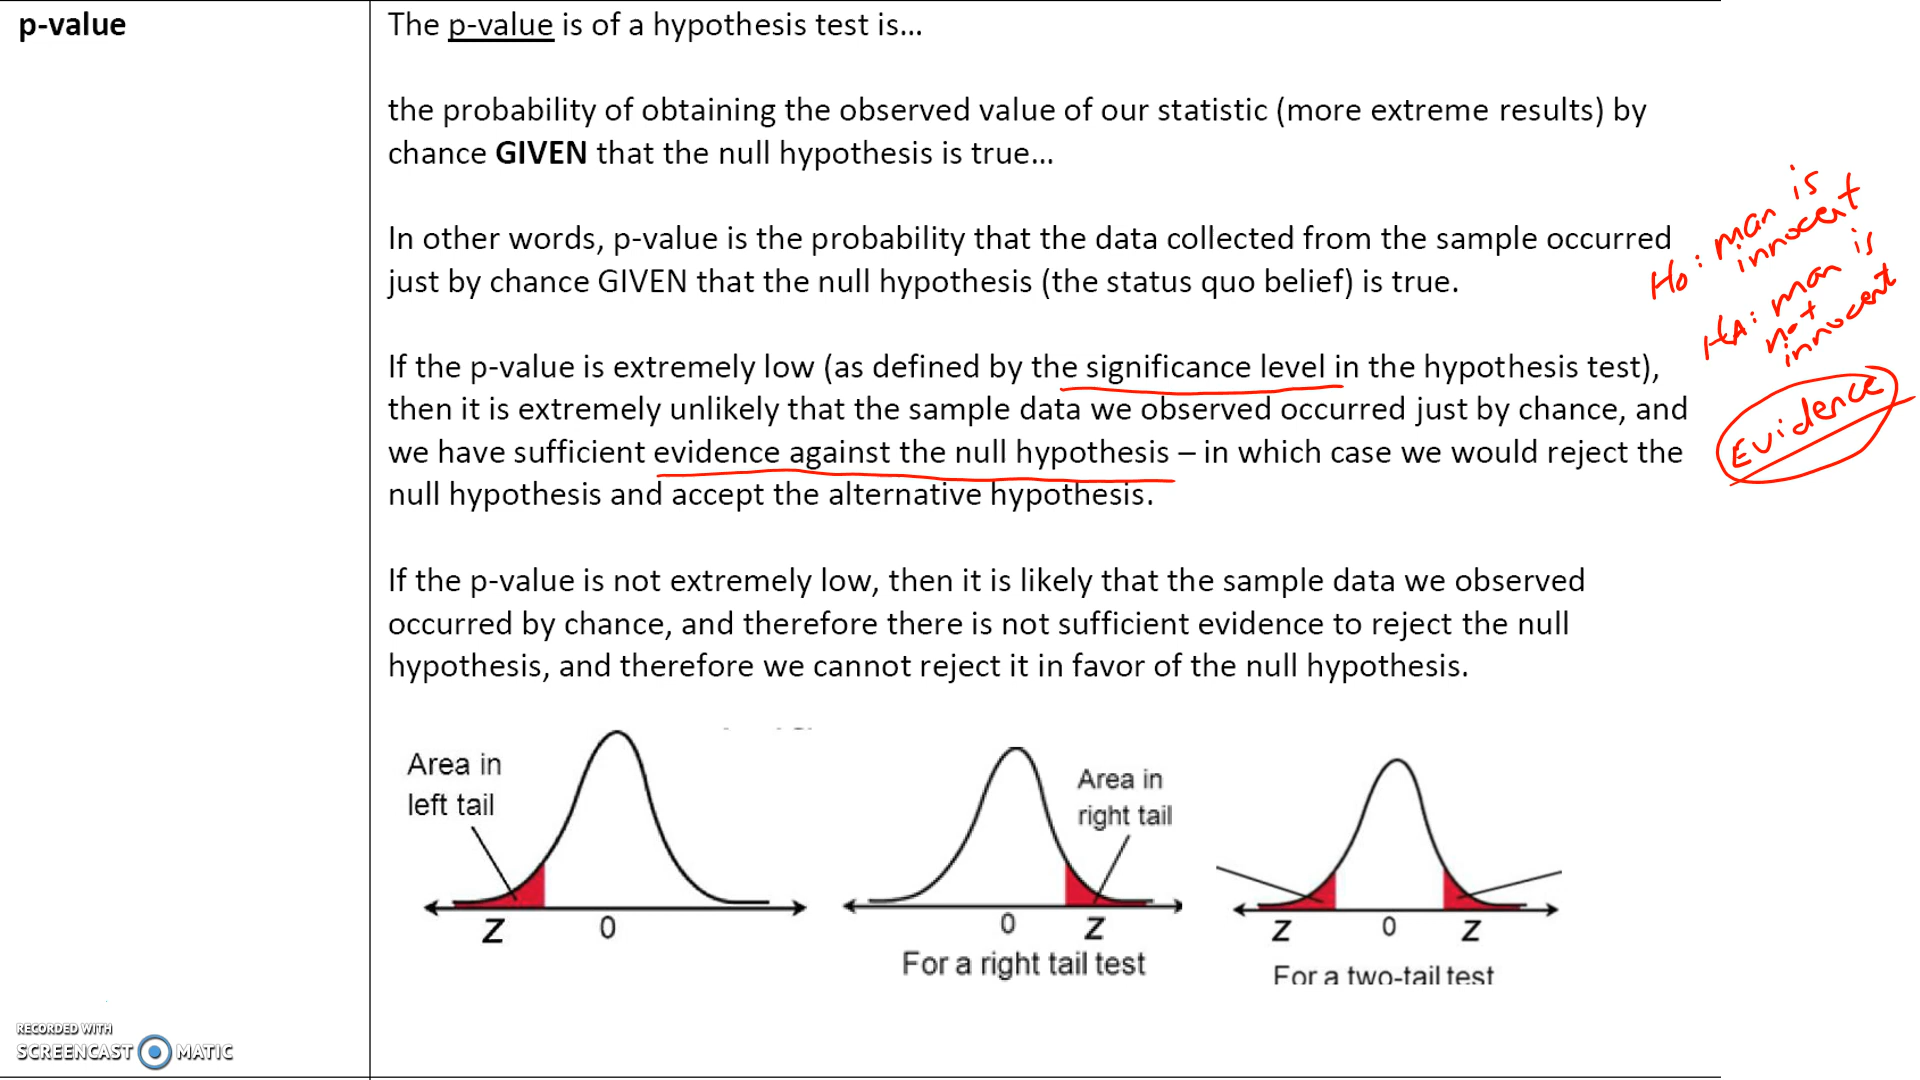 p-value
The p-value is of a hypothesis test is...
the probability of obtaining the observed value of our statistic (more extreme results) by
chance GIVEN that the null hypothesis is true...
In other words, p-value is the probability that the data collected from the sample occurred
just by chance GIVEN that the null hypothesis (the status quo belief) is true.
If the p-value is extremely low (as defined by the significance level in the hypothesis test),
then it is extremely unlikely that the sample data we observed occurred just by chance, and
we have sufficient evidence against the null hypothesis – in which case we would reject the
null hypothesis and accept the alternative hypothesis.
If the p-value is not extremely low, then it is likely that the sample data we observed
occurred by chance, and therefore there is not sufficient evidence to reject the null
hypothesis, and therefore we cannot reject it in favor of the null hypothesis.
Ho: man is
innocent
HA: man is
not
innocent
Evidence
Area in
left tail
Z 0
Area in
right tail
0 Z
For a right tail test
Z 0 Z
For a two-tail test
RECORDED WITH
SCREENCAST MATIC